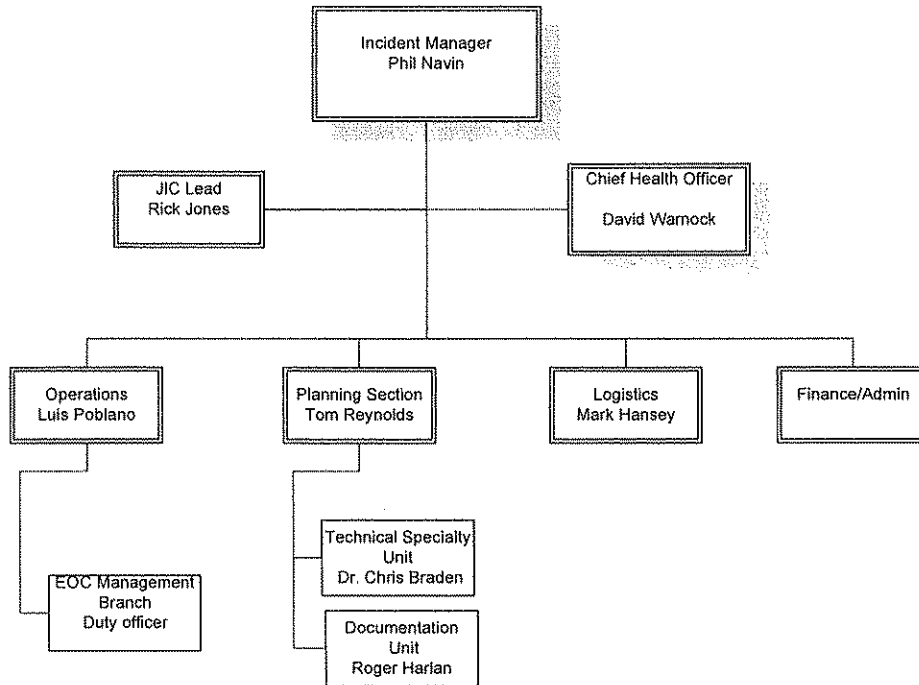 Incident Manager
Phil Navin
JIC Lead
Rick Jones
Chief Health Officer
David Warnock
Operations
Luis Poblano
Planning Section
Tom Reynolds
Logistics
Mark Hansey
Finance/Admin
EOC Management
Branch
Duty officer
Technical Specialty
Unit
Dr. Chris Braden
Documentation
Unit
Roger Harlan